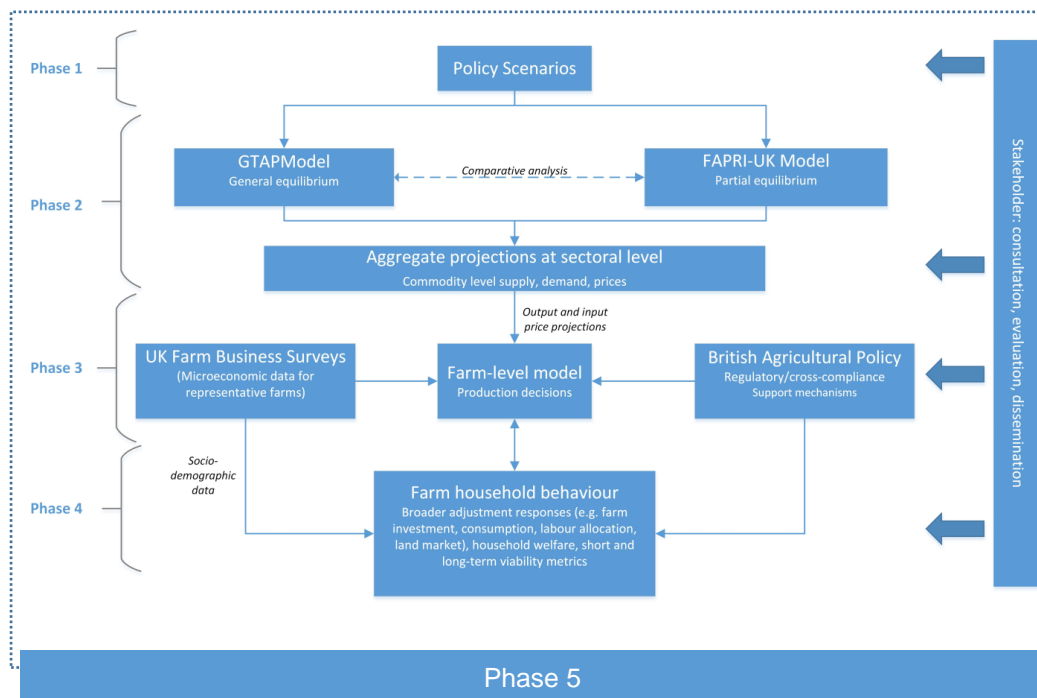 Phase 1
Policy Scenarios
Phase 2
GTAPModel
General equilibrium
Comparative analysis
FAPRI-UK Model
Partial equilibrium
Aggregate projections at sectoral level
Commodity level supply, demand, prices
Output and input
price projections
Phase 3
UK Farm Business Surveys
(Microeconomic data for
representative farms)
Farm-level model
Production decisions
British Agricultural Policy
Regulatory/cross-compliance
Support mechanisms
Socio-
demographic
data
Phase 4
Farm household behaviour
Broader adjustment responses (e.g. farm
investment, consumption, labour allocation,
land market), household welfare, short and
long-term viability metrics
Stakeholder: consultation, evaluation, dissemination
Phase 5